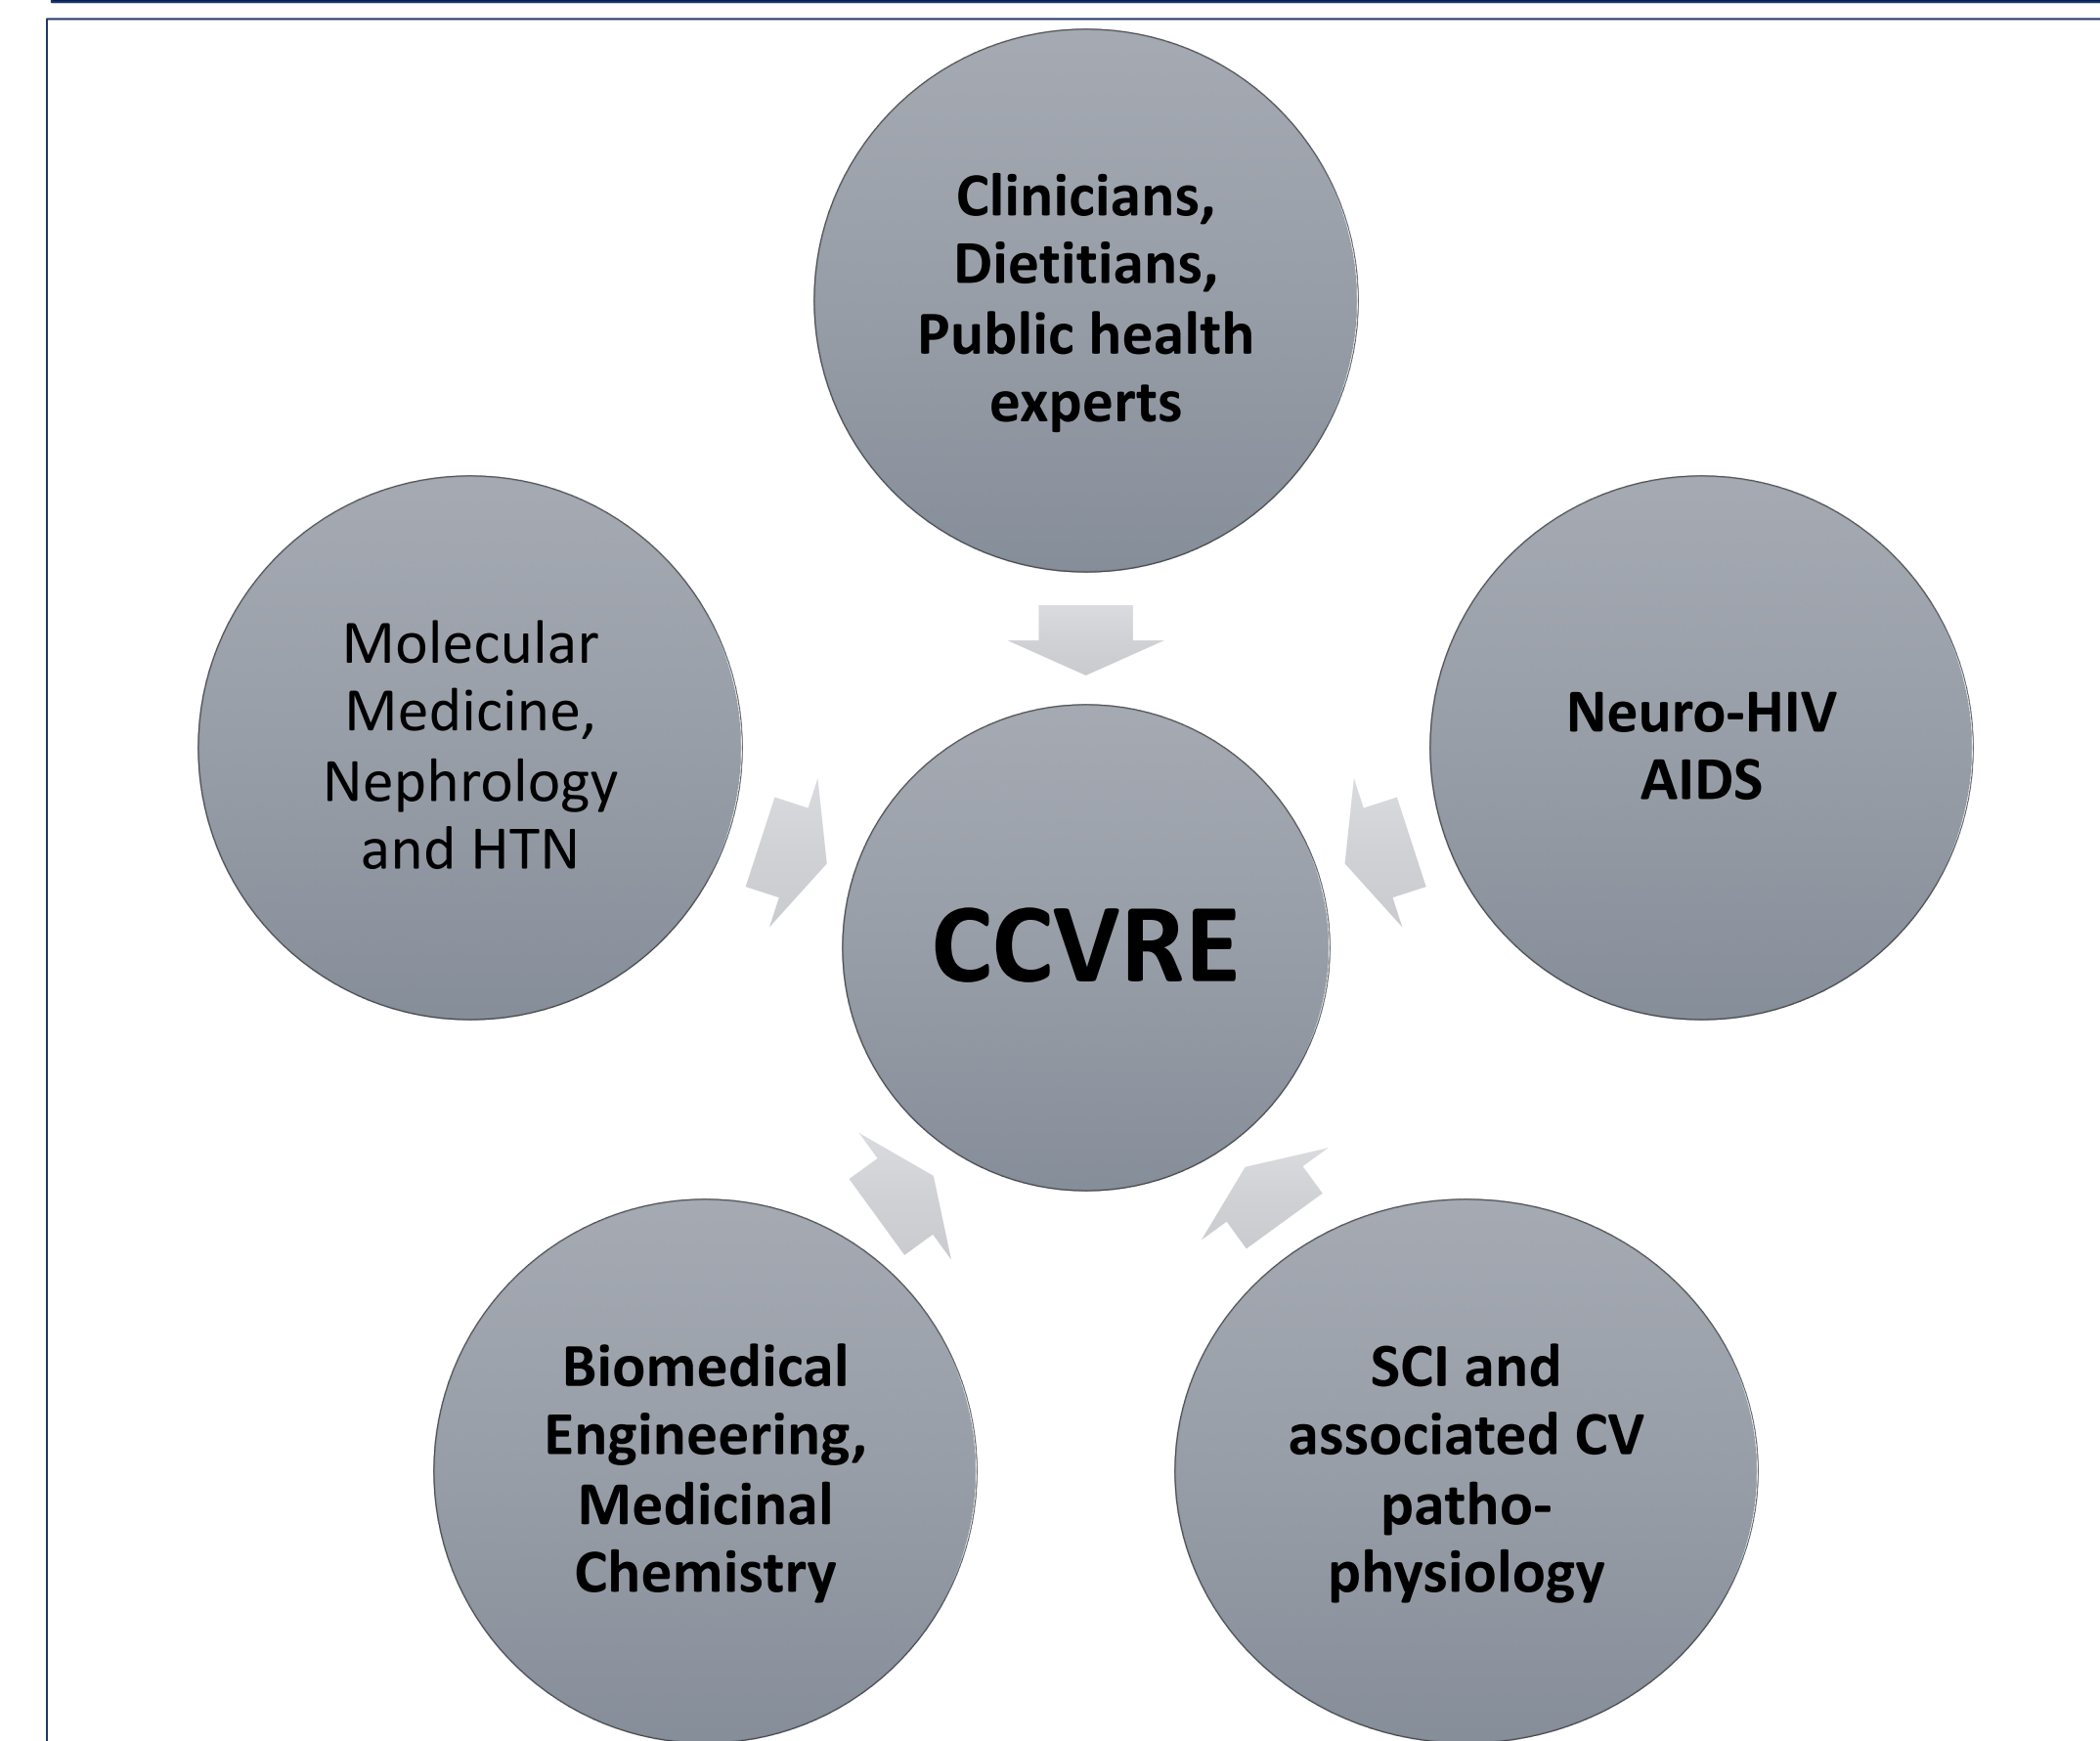 Clinicians,
Dietitians,
Public health
experts
Molecular
Medicine,
Nephrology
and HTN
Neuro-HIV
AIDS
CCVRE
Biomedical
Engineering,
Medicinal
Chemistry
SCI and
associated CV
patho-
physiology